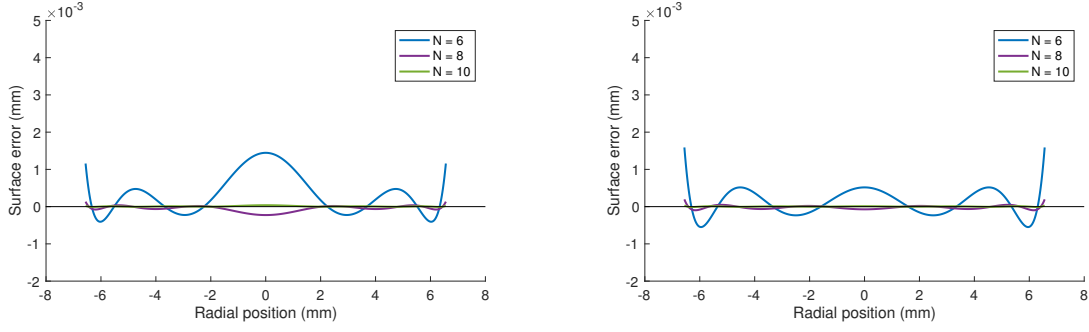 ×10⁻³
5
4
3
2
1
0
-1
-2
Surface error (mm)
-8 -6 -4 -2 0 2 4 6 8
Radial position (mm)
N = 6
N = 8
N = 10
×10⁻³
5
4
3
2
1
0
-1
-2
Surface error (mm)
-8 -6 -4 -2 0 2 4 6 8
Radial position (mm)
N = 6
N = 8
N = 10